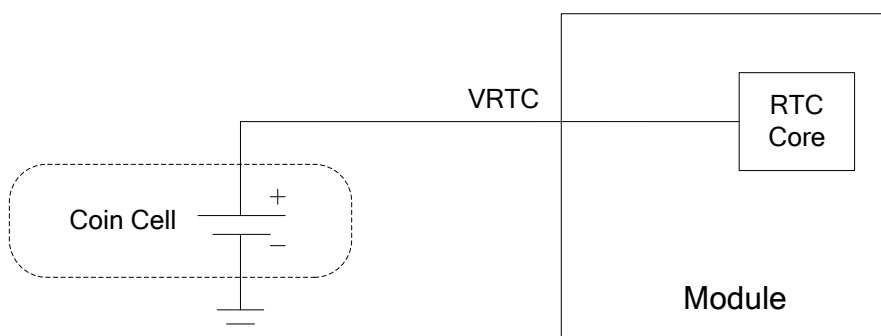 VRTC
RTC
Core
Coin Cell
+
−
Module